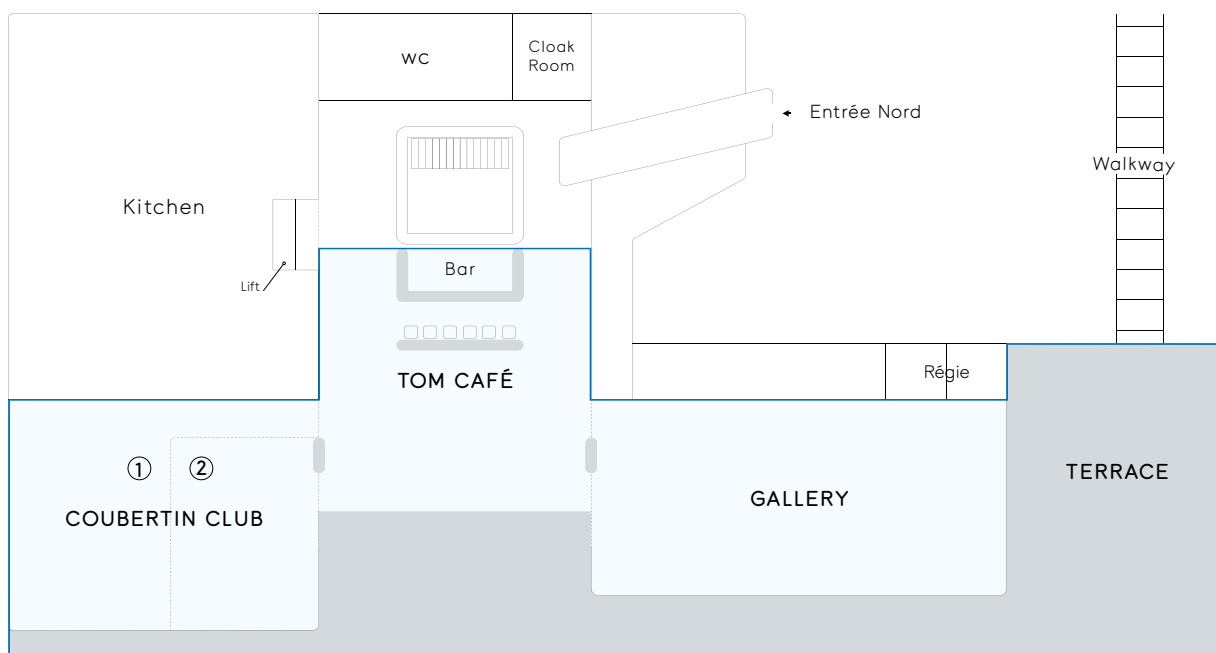 WC
Cloak
Room
Entrée Nord
Walkway
Kitchen
Lift
Bar
TOM CAFÉ
Régie
1 2
COUBERTIN CLUB
GALLERY
TERRACE